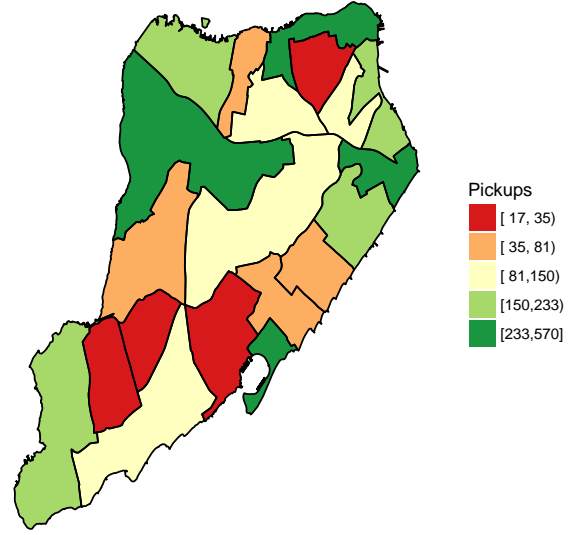 Pickups
[ 17, 35)
[ 35, 81)
[ 81,150)
[150,233)
[233,570]